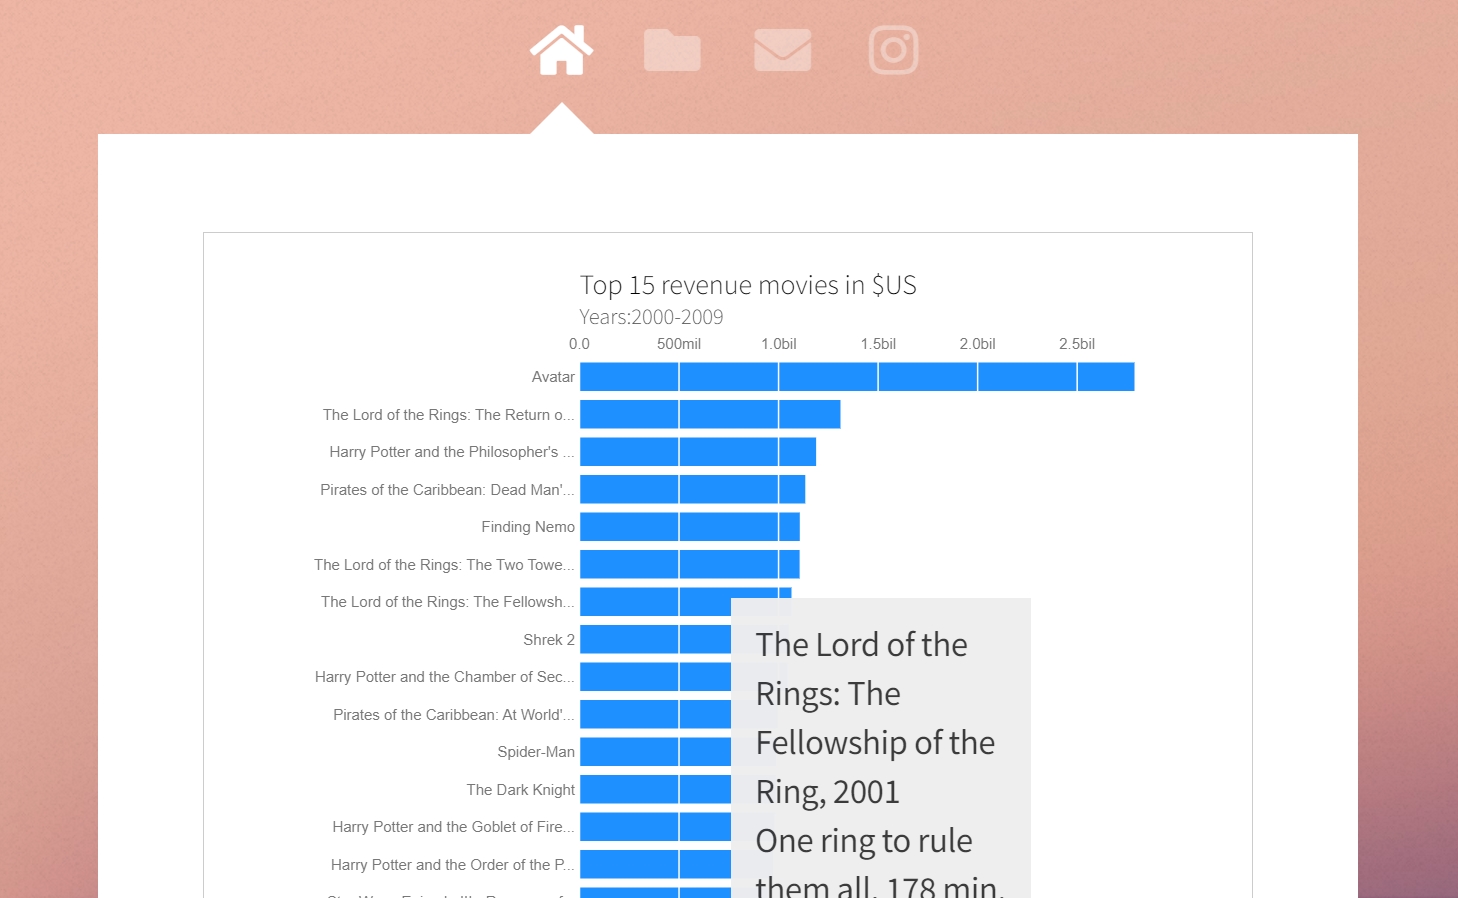 Top 15 revenue movies in $US
Years:2000-2009
0.0 500mil 1.0bil 1.5bil 2.0bil 2.5bil
Avatar
The Lord of the Rings: The Return o...
Harry Potter and the Philosopher's ...
Pirates of the Caribbean: Dead Man'...
Finding Nemo
The Lord of the Rings: The Two Towe...
The Lord of the Rings: The Fellowsh...
Shrek 2
Harry Potter and the Chamber of Sec...
Pirates of the Caribbean: At World'...
Spider-Man
The Dark Knight
Harry Potter and the Goblet of Fire...
Harry Potter and the Order of the P...
The Lord of the
Rings: The
Fellowship of the
Ring, 2001
One ring to rule
them all. 178 min.